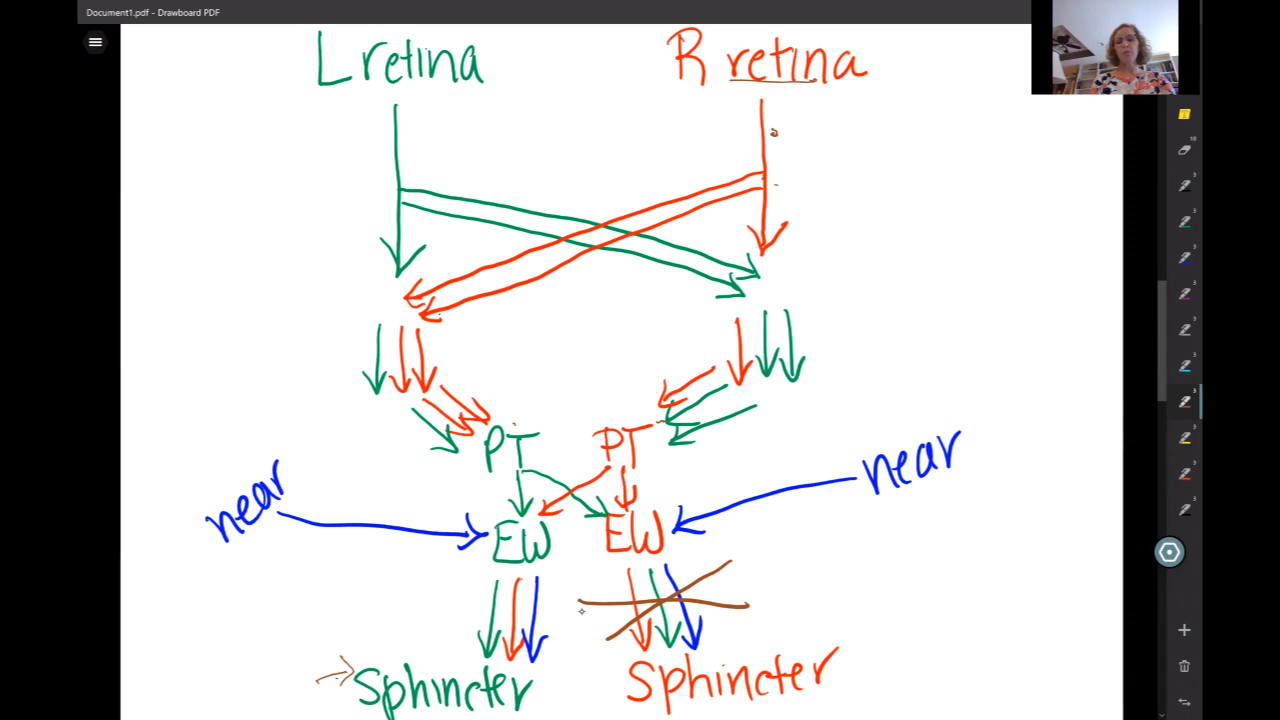 Document1.pdf - Drawboard PDF
L retina R retina
PT PT
near near
EW EW
Sphincter Sphincter